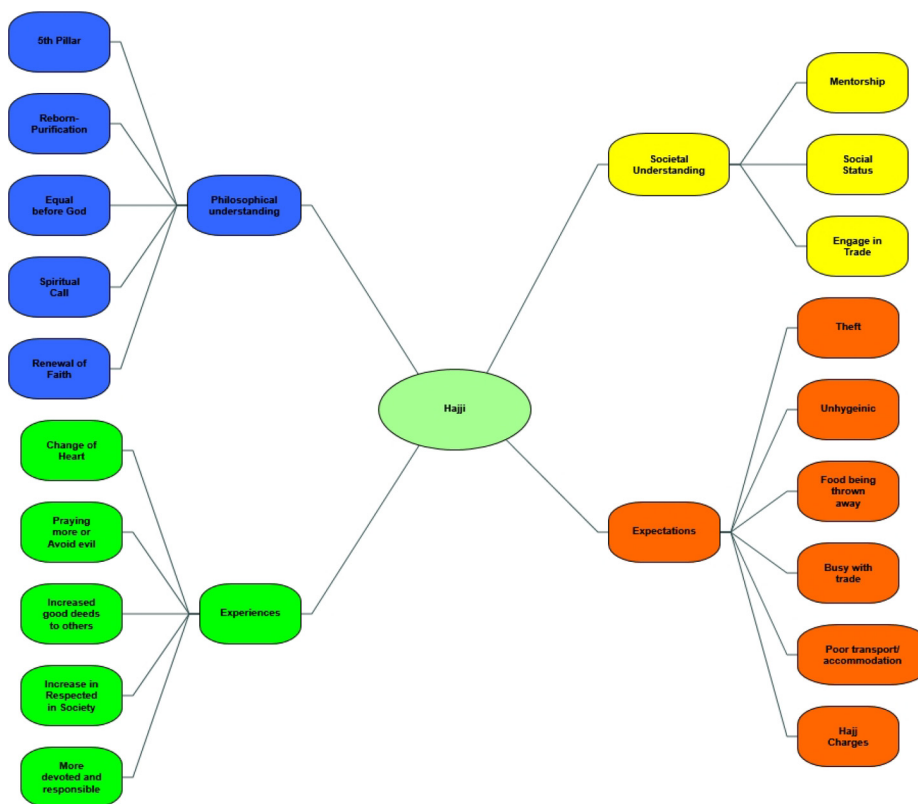 5th Pillar
Reborn-
Purification
Equal
before God
Spiritual
Call
Renewal of
Faith
Philosophical
understanding
Change of
Heart
Praying
more or
Avoid evil
Increased
good deeds
to others
Increase in
Respected
in Society
More
devoted and
responsible
Experiences
Hajji
Societal
Understanding
Mentorship
Social
Status
Engage in
Trade
Expectations
Theft
Unhygeinic
Food being
thrown
away
Busy with
trade
Poor transport/
accommodation
Hajj
Charges